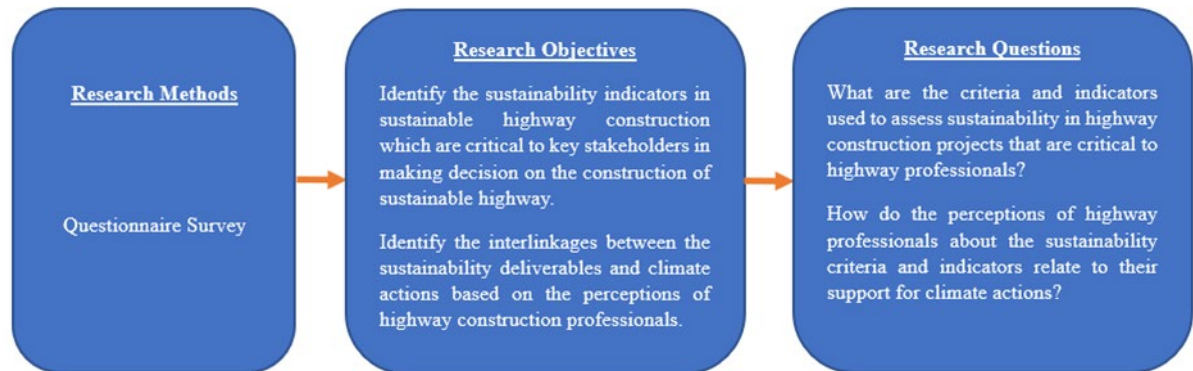 Research Methods
Questionnaire Survey
Research Objectives
Identify the sustainability indicators in
sustainable highway construction
which are critical to key stakeholders in
making decision on the construction of
sustainable highway.
Identify the interlinkages between the
sustainability deliverables and climate
actions based on the perceptions of
highway construction professionals.
Research Questions
What are the criteria and indicators
used to assess sustainability in highway
construction projects that are critical to
highway professionals?
How do the perceptions of highway
professionals about the sustainability
criteria and indicators relate to their
support for climate actions?